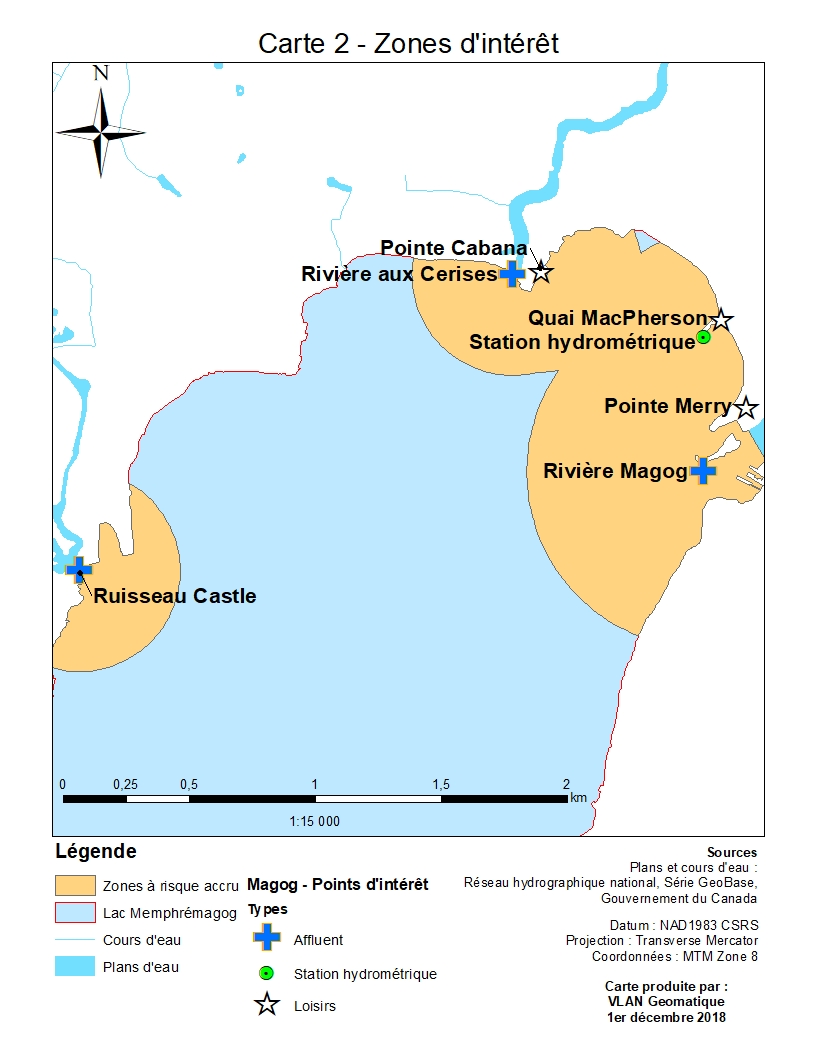 Carte 2 - Zones d'intérêt
N
Pointe Cabana
Rivière aux Cerises
Quai MacPherson
Station hydrométrique
Pointe Merry
Rivière Magog
Ruisseau Castle
0 0,25 0,5 1 1,5 2
km
1:15 000
Légende
Zones à risque accru
Lac Memphrémagog
Cours d'eau
Plans d'eau
Magog - Points d'intérêt
Types
Affluent
Station hydrométrique
Loisirs
Sources
Plans et cours d'eau :
Réseau hydrographique national, Série GeoBase,
Gouvernement du Canada
Datum : NAD1983 CSRS
Projection : Transverse Mercator
Coordonnées : MTM Zone 8
Carte produite par :
VLAN Geomatique
1er décembre 2018